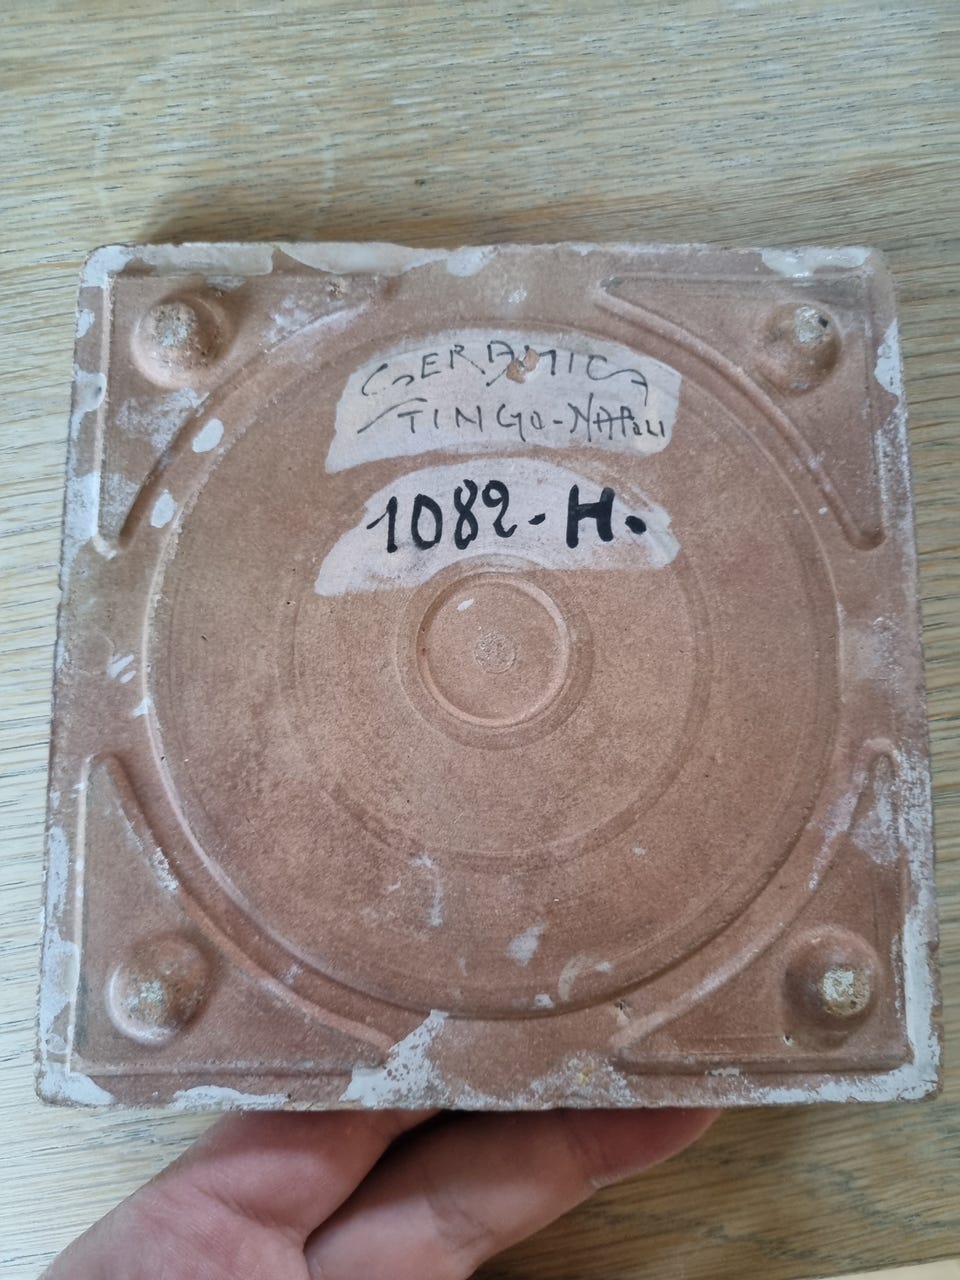 CERAMICA
STINGO-NAPOLI
1082-H.